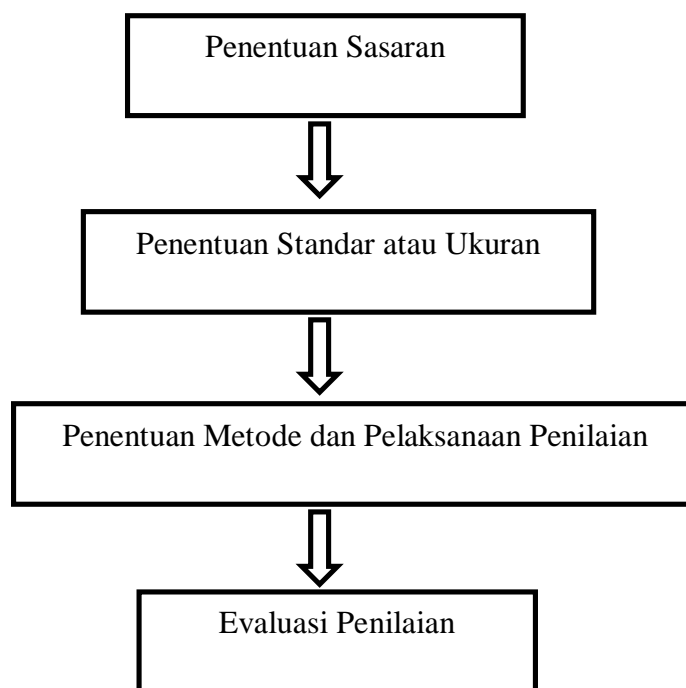 Penentuan Sasaran
Penentuan Standar atau Ukuran
Penentuan Metode dan Pelaksanaan Penilaian
Evaluasi Penilaian